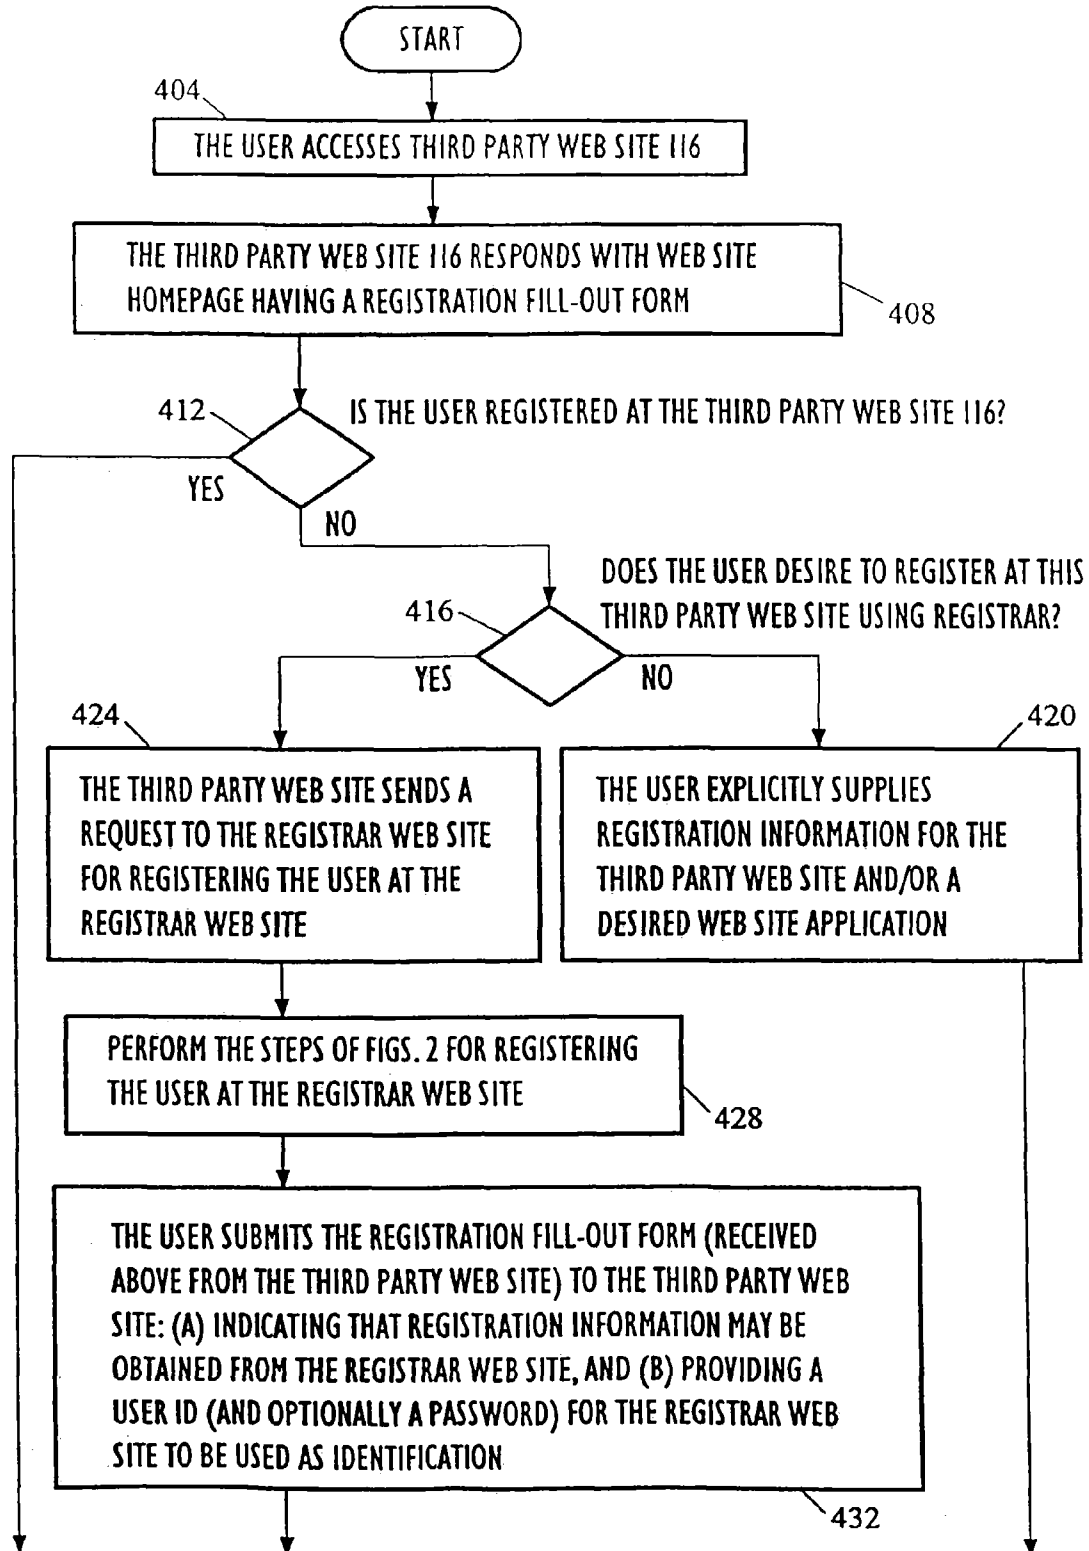 START
404
THE USER ACCESSES THIRD PARTY WEB SITE 116
THE THIRD PARTY WEB SITE 116 RESPONDS WITH WEB SITE
HOMEPAGE HAVING A REGISTRATION FILL-OUT FORM
408
412
IS THE USER REGISTERED AT THE THIRD PARTY WEB SITE 116?
YES
NO
DOES THE USER DESIRE TO REGISTER AT THIS
THIRD PARTY WEB SITE USING REGISTRAR?
416
YES
NO
424
420
THE THIRD PARTY WEB SITE SENDS A
REQUEST TO THE REGISTRAR WEB SITE
FOR REGISTERING THE USER AT THE
REGISTRAR WEB SITE
THE USER EXPLICITLY SUPPLIES
REGISTRATION INFORMATION FOR THE
THIRD PARTY WEB SITE AND/OR A
DESIRED WEB SITE APPLICATION
PERFORM THE STEPS OF FIGS. 2 FOR REGISTERING
THE USER AT THE REGISTRAR WEB SITE
428
THE USER SUBMITS THE REGISTRATION FILL-OUT FORM (RECEIVED
ABOVE FROM THE THIRD PARTY WEB SITE) TO THE THIRD PARTY WEB
SITE: (A) INDICATING THAT REGISTRATION INFORMATION MAY BE
OBTAINED FROM THE REGISTRAR WEB SITE, AND (B) PROVIDING A
USER ID (AND OPTIONALLY A PASSWORD) FOR THE REGISTRAR WEB
SITE TO BE USED AS IDENTIFICATION
432